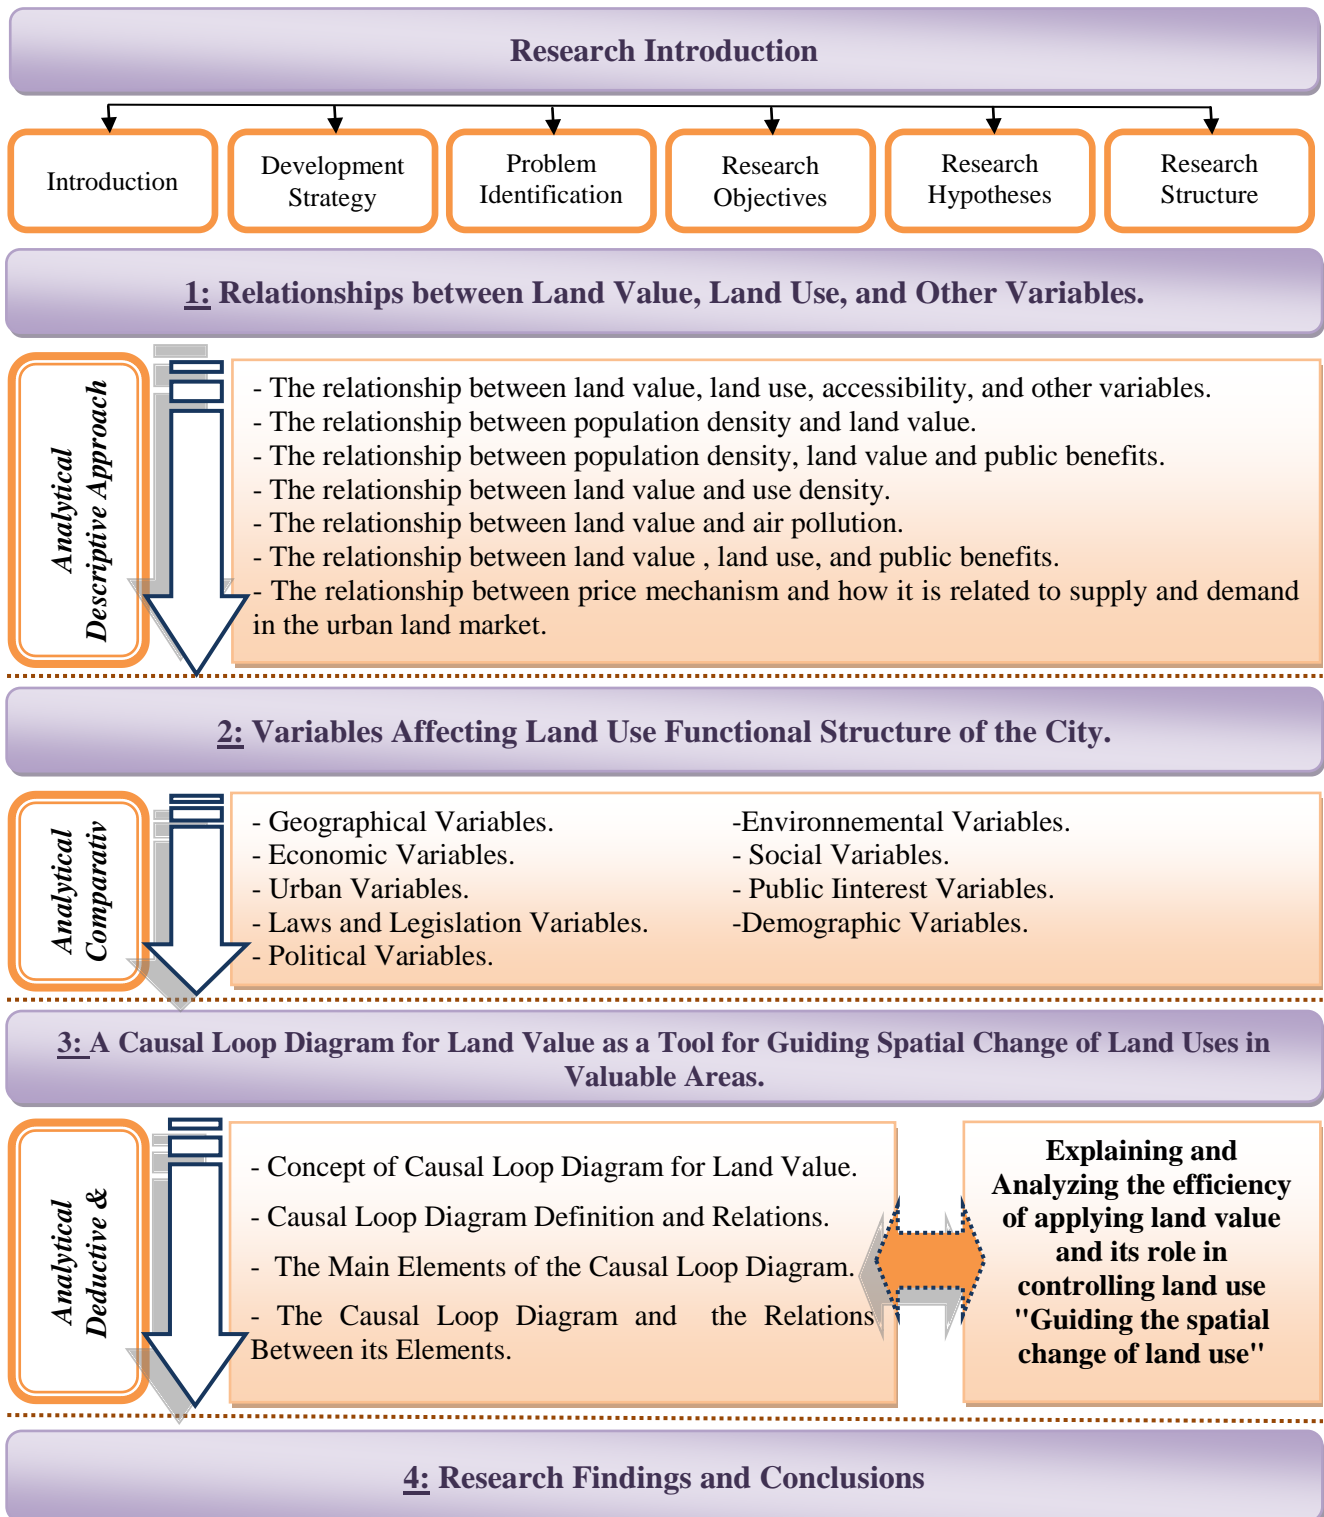 Research Introduction
Introduction
Development
Strategy
Problem
Identification
Research
Objectives
Research
Hypotheses
Research
Structure
1: Relationships between Land Value, Land Use, and Other Variables.
Analytical
Descriptive Approach
- The relationship between land value, land use, accessibility, and other variables.
- The relationship between population density and land value.
- The relationship between population density, land value and public benefits.
- The relationship between land value and use density.
- The relationship between land value and air pollution.
- The relationship between land value , land use, and public benefits.
- The relationship between price mechanism and how it is related to supply and demand
in the urban land market.
2: Variables Affecting Land Use Functional Structure of the City.
Analytical
Comparativ
- Geographical Variables.
- Economic Variables.
- Urban Variables.
- Laws and Legislation Variables.
- Political Variables.
-Environnemental Variables.
- Social Variables.
- Public Iinterest Variables.
-Demographic Variables.
3: A Causal Loop Diagram for Land Value as a Tool for Guiding Spatial Change of Land Uses in
Valuable Areas.
Analytical
Deductive &
- Concept of Causal Loop Diagram for Land Value.
- Causal Loop Diagram Definition and Relations.
- The Main Elements of the Causal Loop Diagram.
- The Causal Loop Diagram and the Relations
Between its Elements.
Explaining and
Analyzing the efficiency
of applying land value
and its role in
controlling land use
"Guiding the spatial
change of land use"
4: Research Findings and Conclusions